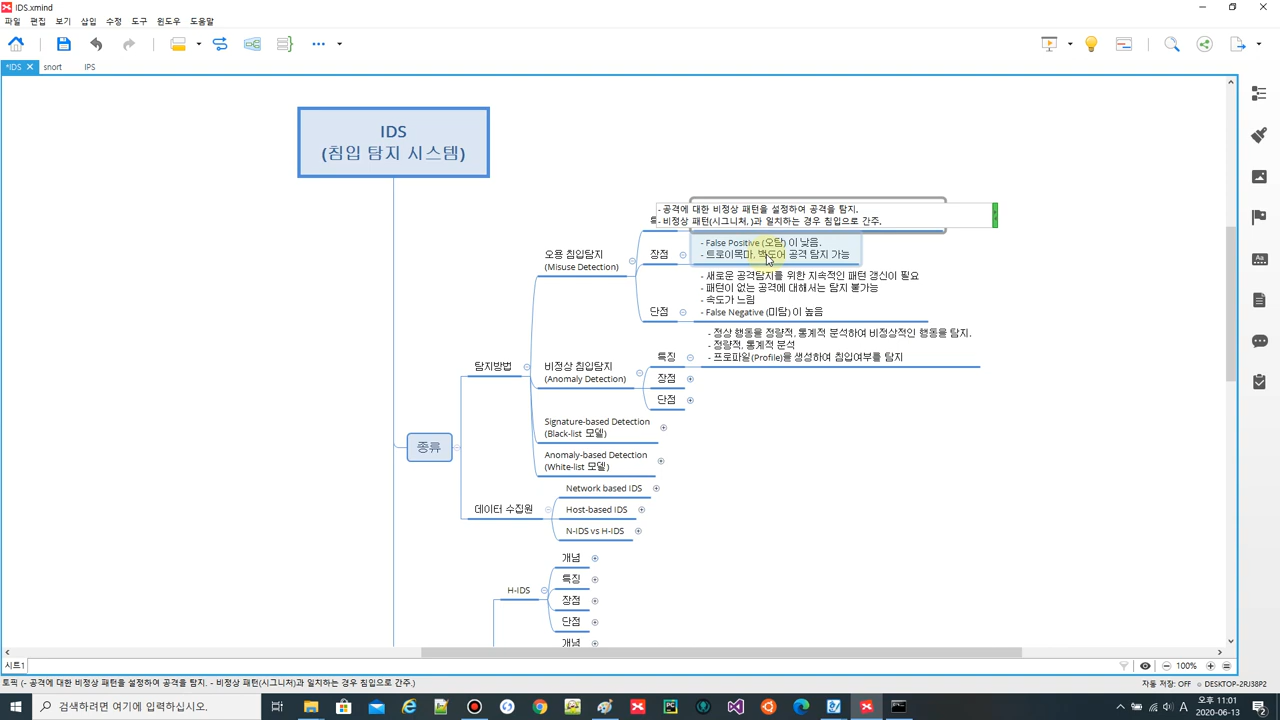 IDS.xmind
파일 편집 보기 삽입 수정 도구 윈도우 도움말
*IDS
snort
IPS
IDS
(침입 탐지 시스템)
- 공격에 대한 비정상 패턴을 설정하여 공격을 탐지.
- 비정상 패턴(시그니처, )과 일치하는 경우 침입으로 간주.
오용 침입탐지
(Misuse Detection)
장점
- False Positive (오탐) 이 낮음.
- 트로이목마, 백도어 공격 탐지 가능
단점
- 새로운 공격탐지를 위한 지속적인 패턴 갱신이 필요
- 패턴이 없는 공격에 대해서는 탐지 불가능
- 속도가 느림
- False Negative (미탐) 이 높음
탐지방법
비정상 침입탐지
(Anomaly Detection)
특징
- 정상 행동을 정량적, 통계적 분석하여 비정상적인 행동을 탐지.
- 정량적, 통계적 분석
- 프로파일(Profile)을 생성하여 침입여부를 탐지
장점
단점
Signature-based Detection
(Black-list 모델)
Anomaly-based Detection
(White-list 모델)
종류
데이터 수집원
Network based IDS
Host-based IDS
N-IDS vs H-IDS
H-IDS
개념
특징
장점
단점
개념
시트1
100%
토픽 (- 공격에 대한 비정상 패턴을 설정하여 공격을 탐지. - 비정상 패턴(시그니처)과 일치하는 경우 침입으로 간주.)
자동 저장: OFF
DESKTOP-2RJ38P2
검색하려면 여기에 입력하십시오.
A
오후 11:01
2020-06-13
2